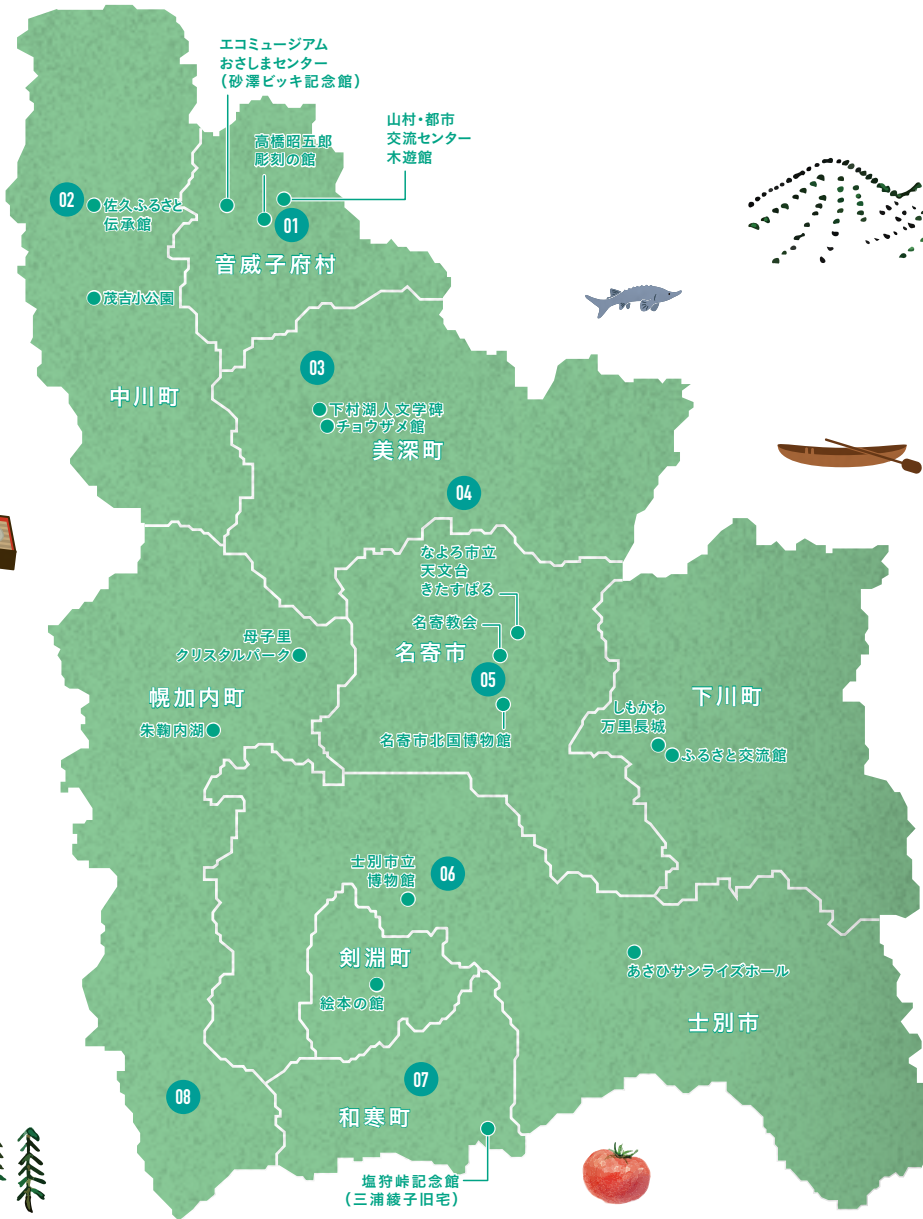 エコミュージアム
おさしまセンター
(砂澤ビッキ記念館)
高橋昭五郎
彫刻の館
山村・都市
交流センター
木遊館
02
佐久ふるさと
伝承館
01
音威子府村
茂吉小公園
中川町
03
下村湖人文学碑
チョウザメ館
美深町
04
なよろ市立
天文台
きたすばる
名寄教会
名寄市
05
名寄市北国博物館
母子里
クリスタルパーク
幌加内町
朱鞠内湖
下川町
しもかわ
万里長城
ふるさと交流館
士別市立
博物館
06
剣淵町
絵本の館
あさひサンライズホール
士別市
07
和寒町
08
塩狩峠記念館
(三浦綾子旧宅)